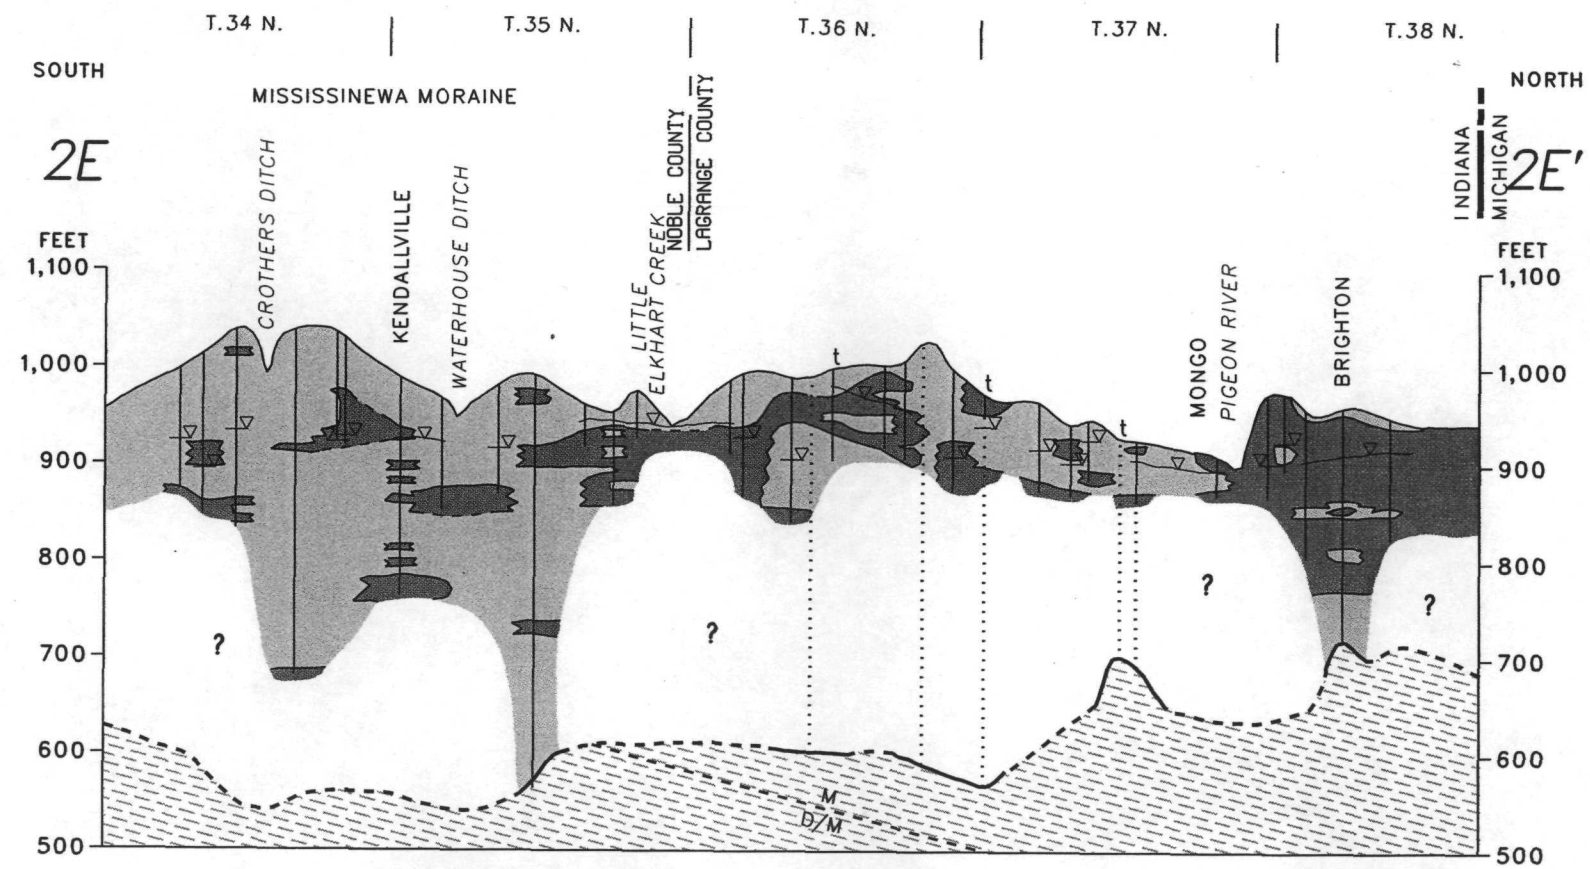 T.34 N. T.35 N. T.36 N. T.37 N. T.38 N.
SOUTH
NORTH
MISSISSINEWA MORAINE
2E
2E'
CROTHERS DITCH
KENDALLVILLE
WATERHOUSE DITCH
LITTLE
ELKHART CREEK
NOBLE COUNTY
LAGRANGE COUNTY
MONGO
PIGEON RIVER
BRIGHTON
INDIANA
MICHIGAN
FEET
1,100
1,000
900
800
700
600
500
FEET
1,100
1,000
900
800
700
600
500
t
t
t
?
?
?
?
M
D/M